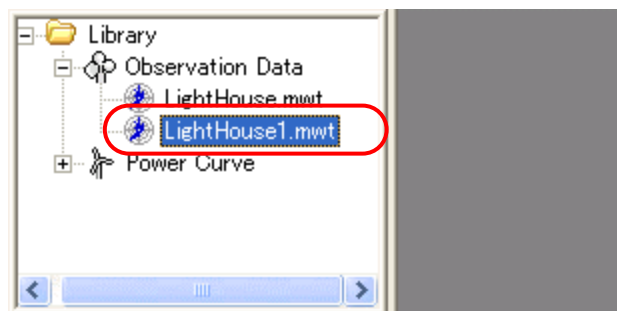 Library
Observation Data
LightHouse.mwt
LightHouse1.mwt
Power Curve